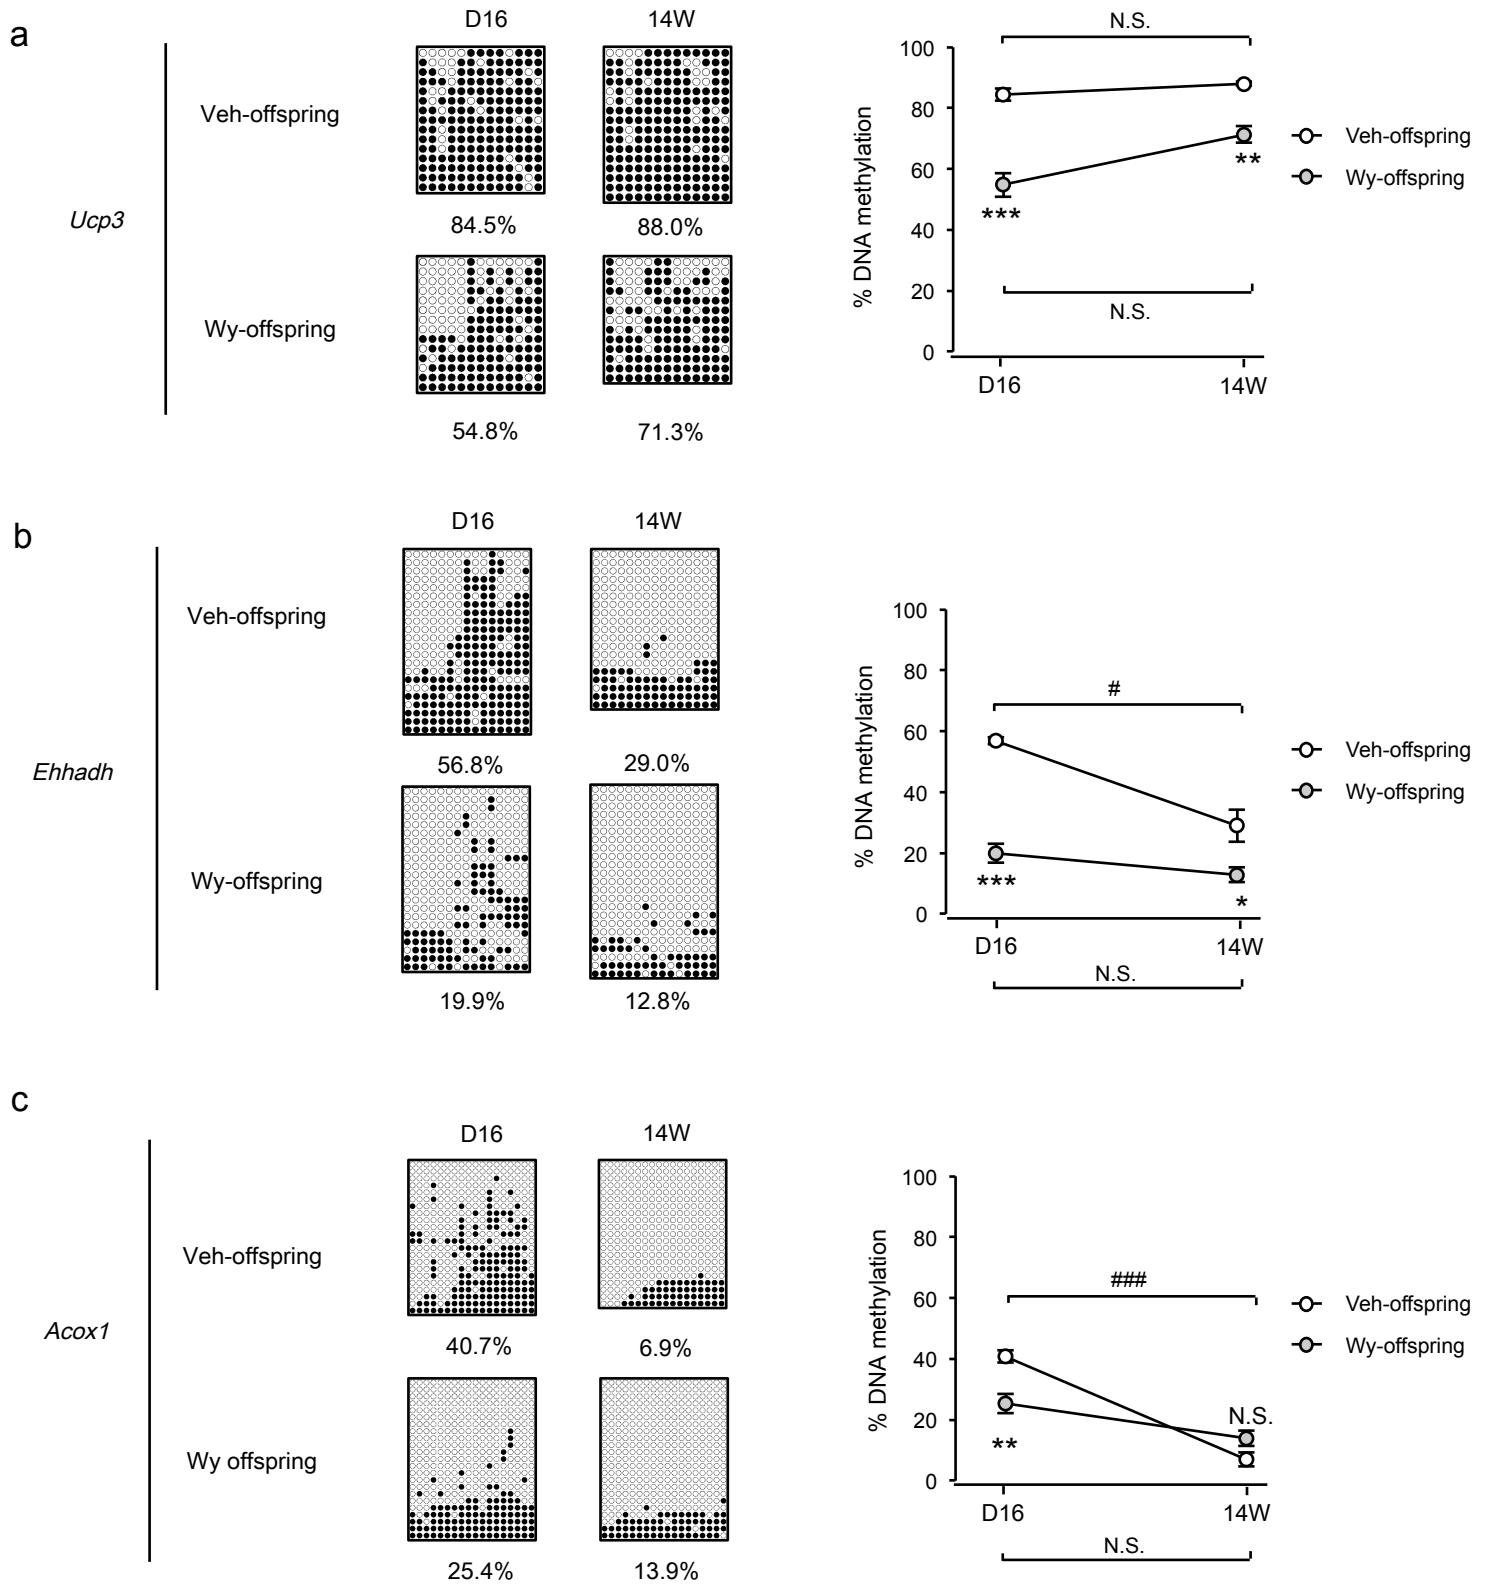 a
D16 14W
Veh-offspring
Ucp3
84.5% 88.0%
Wy-offspring
54.8% 71.3%
N.S.
100
80
60
40
20
0
% DNA methylation
**
***
N.S.
D16 14W
Veh-offspring
Wy-offspring
b
D16 14W
Veh-offspring
Ehhadh
56.8% 29.0%
Wy-offspring
19.9% 12.8%
100
80
60
40
20
0
% DNA methylation
#
***
*
D16 14W
N.S.
Veh-offspring
Wy-offspring
c
D16 14W
Veh-offspring
Acox1
40.7% 6.9%
Wy offspring
25.4% 13.9%
100
80
60
40
20
0
% DNA methylation
###
N.S.
**
D16 14W
N.S.
Veh-offspring
Wy-offspring